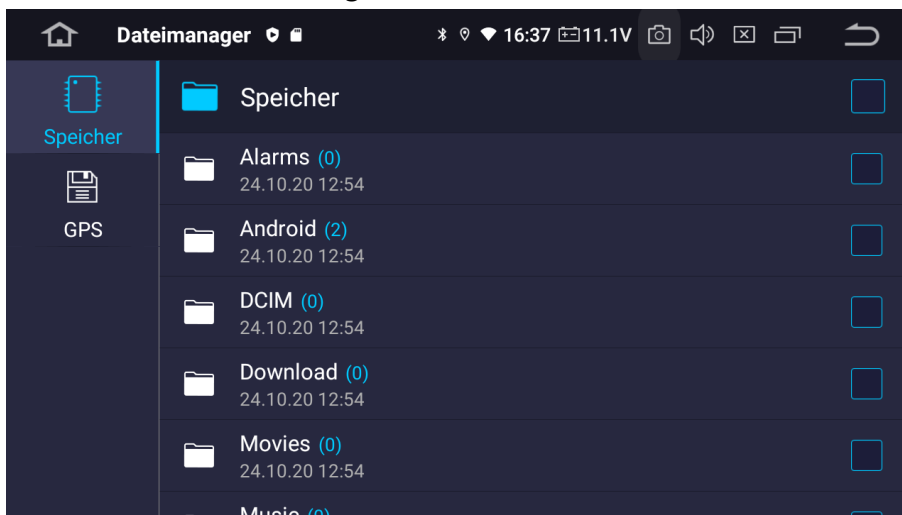 Dateimanager 16:37 11.1V
Speicher
GPS
Speicher
Alarms (0)
24.10.20 12:54
Android (2)
24.10.20 12:54
DCIM (0)
24.10.20 12:54
Download (0)
24.10.20 12:54
Movies (0)
24.10.20 12:54
Music (0)